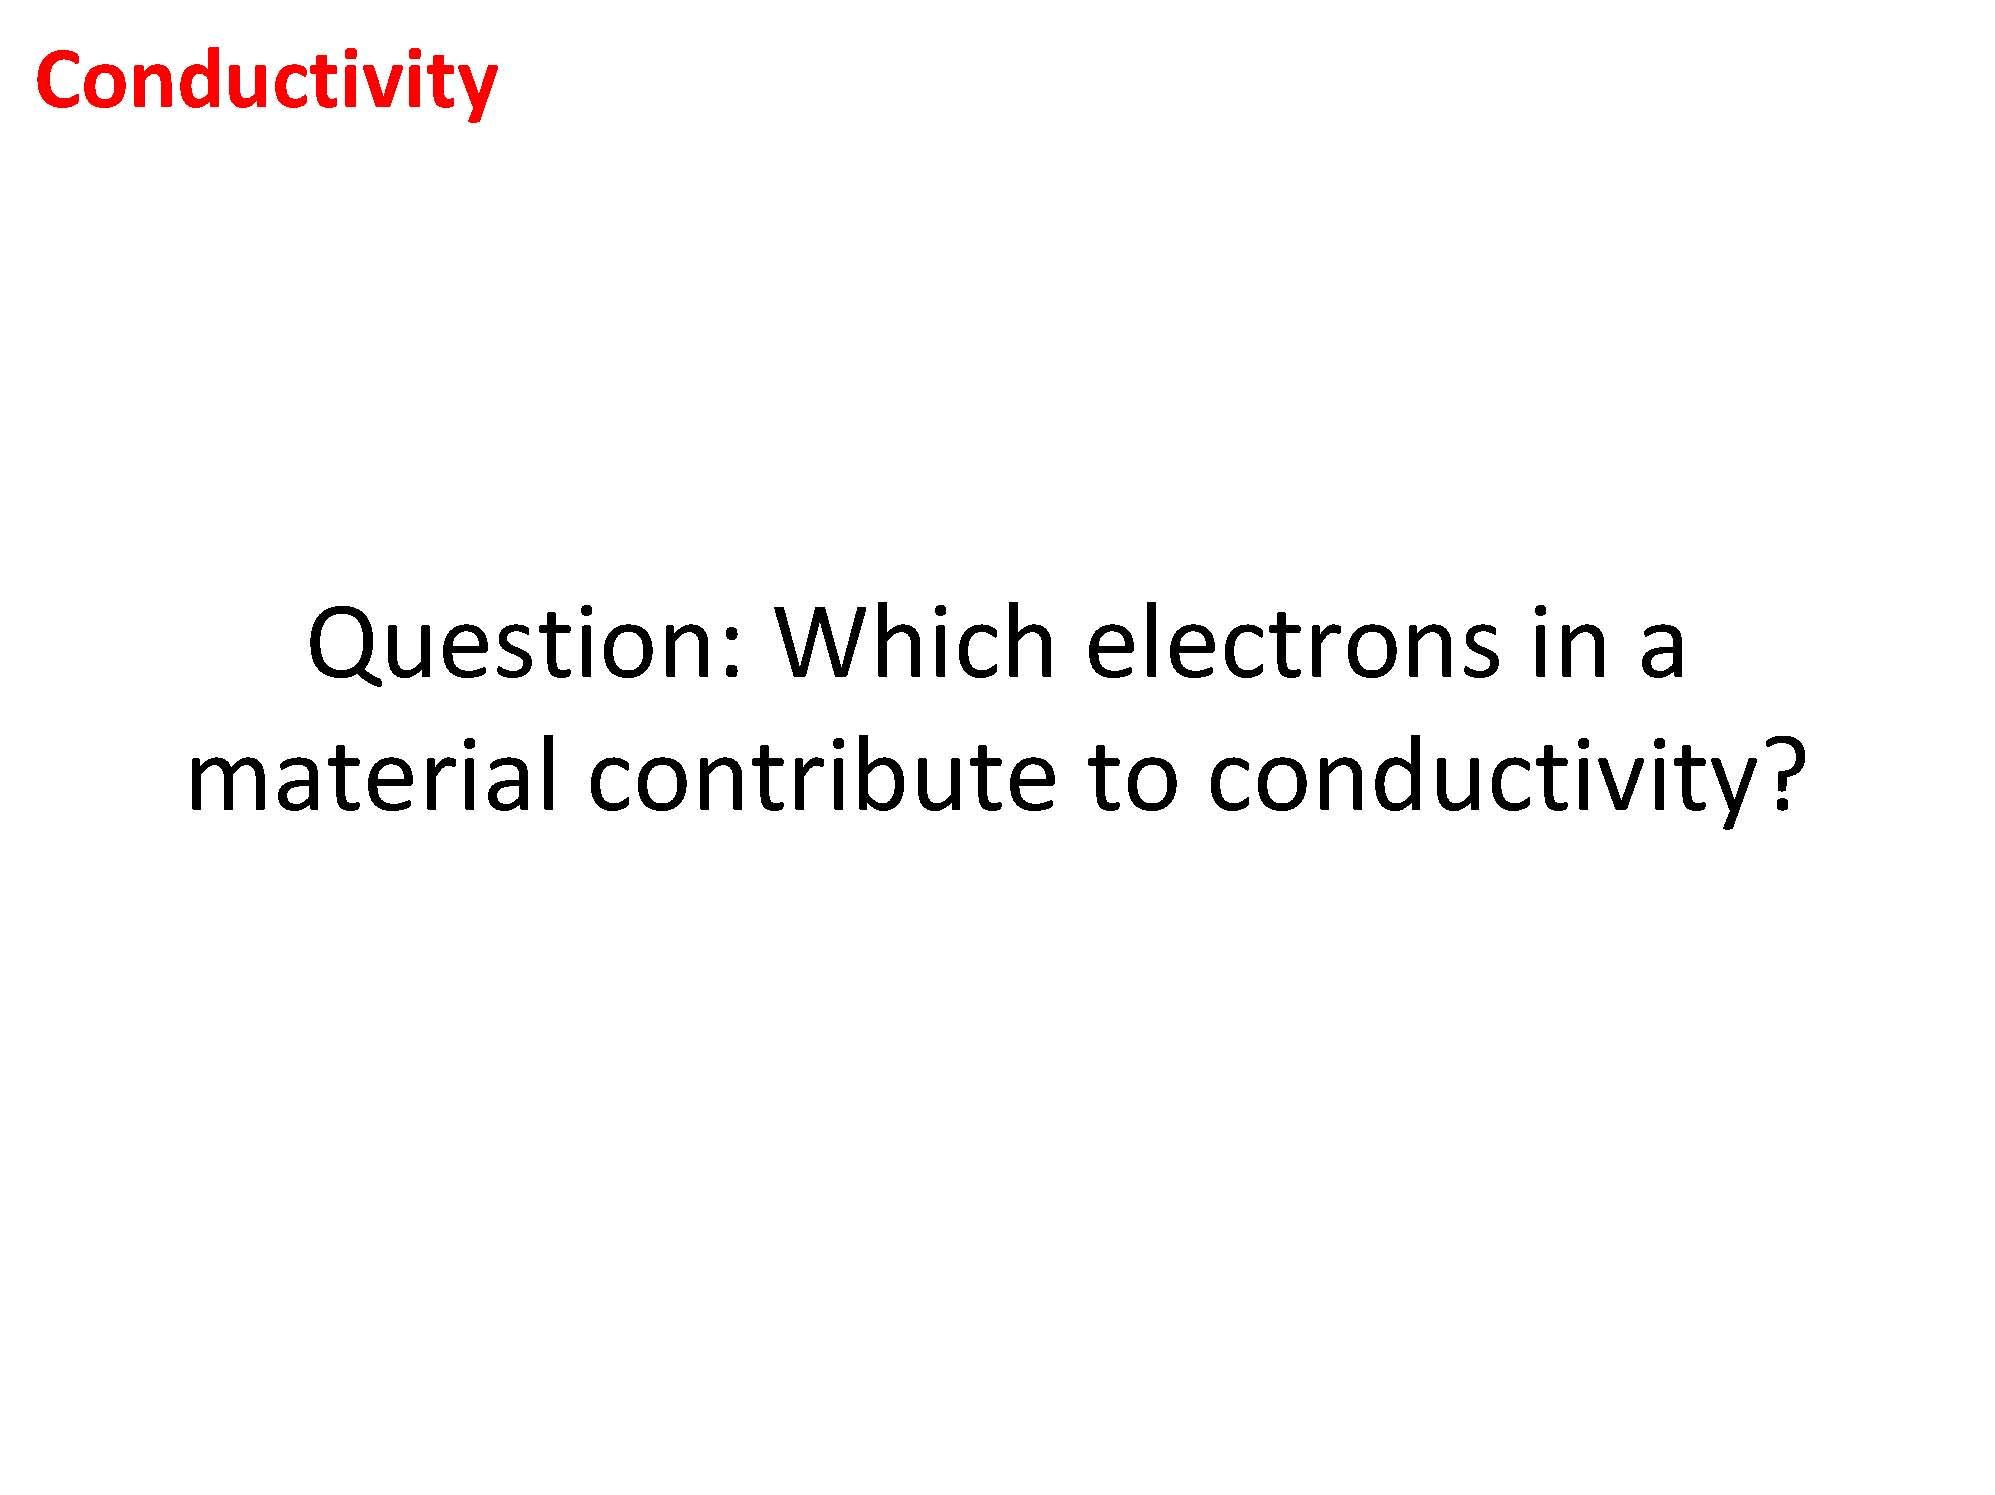 Conductivity
Question: Which electrons in a
material contribute to conductivity?